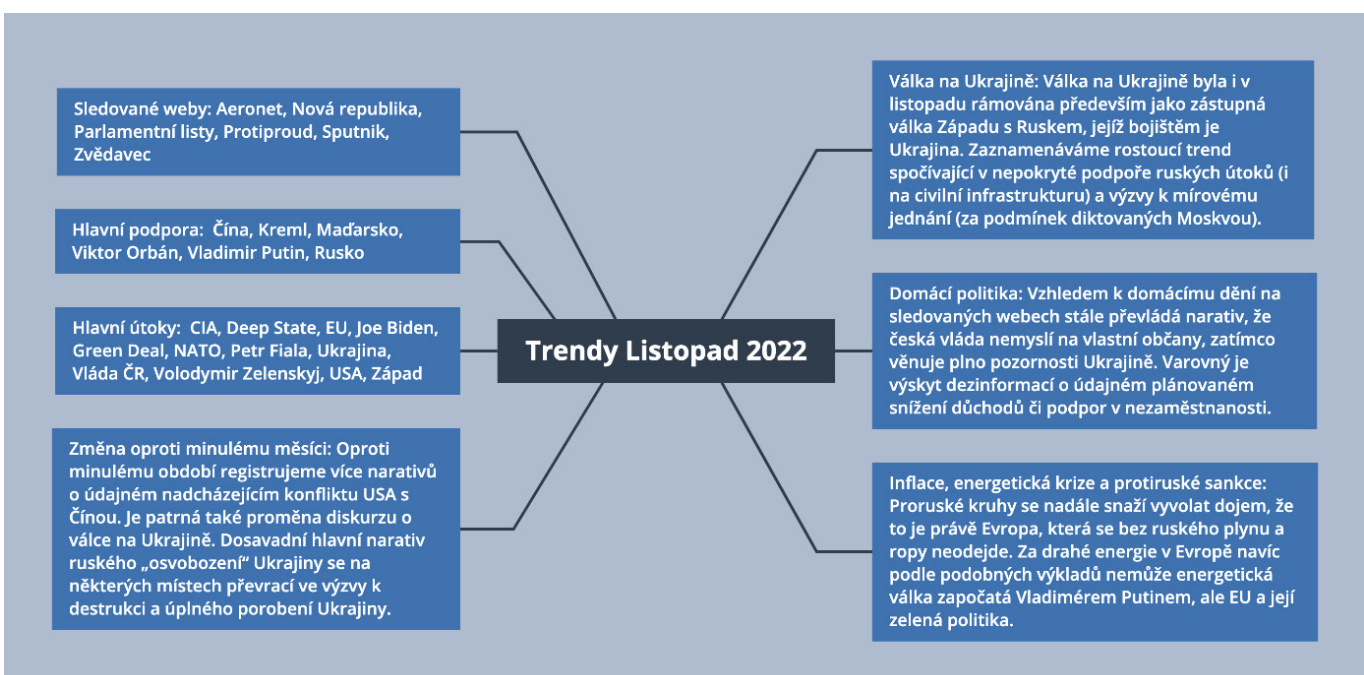 Sledované weby: Aeronet, Nová republika,
Parlamentní listy, Protiproud, Sputnik,
Zvědavec
Hlavní podpora:  Čína, Kreml, Maďarsko,
Viktor Orbán, Vladimir Putin, Rusko
Hlavní útoky:  CIA, Deep State, EU, Joe Biden,
Green Deal, NATO, Petr Fiala, Ukrajina,
Vláda ČR, Volodymir Zelenskyj, USA, Západ
Změna oproti minulému měsíci: Oproti
minulému období registrujeme více narativů
o údajném nadcházejícím konfliktu USA s
Čínou. Je patrná také proměna diskurzu o
válce na Ukrajině. Dosavadní hlavní narativ
ruského „osvobození“ Ukrajiny se na
některých místech převrací ve výzvy k
destrukci a úplného porobení Ukrajiny.
Trendy Listopad 2022
Válka na Ukrajině: Válka na Ukrajině byla i v
listopadu rámována především jako zástupná
válka Západu s Ruskem, jejíž bojištěm je
Ukrajina. Zaznamenáváme rostoucí trend
spočívající v nepokryté podpoře ruských útoků (i
na civilní infrastrukturu) a výzvy k mírovému
jednání (za podmínek diktovaných Moskvou).
Domácí politika: Vzhledem k domácímu dění na
sledovaných webech stále převládá narativ, že
česká vláda nemyslí na vlastní občany, zatímco
věnuje plno pozornosti Ukrajině. Varovný je
výskyt dezinformací o údajném plánovaném
snížení důchodů či podpor v nezaměstnanosti.
Inflace, energetická krize a protiruské sankce:
Proruské kruhy se nadále snaží vyvolat dojem, že
to je právě Evropa, která se bez ruského plynu a
ropy neodejde. Za drahé energie v Evropě navíc
podle podobných výkladů nemůže energetická
válka započatá Vladimérem Putinem, ale EU a její
zelená politika.